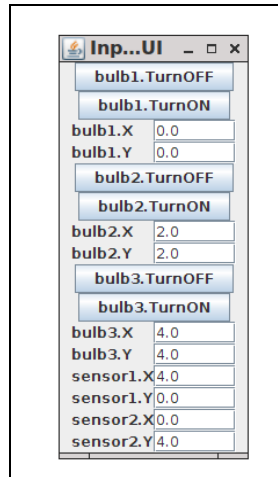 Inp...UI
bulb1.TurnOFF
bulb1.TurnON
bulb1.X 0.0
bulb1.Y 0.0
bulb2.TurnOFF
bulb2.TurnON
bulb2.X 2.0
bulb2.Y 2.0
bulb3.TurnOFF
bulb3.TurnON
bulb3.X 4.0
bulb3.Y 4.0
sensor1.X 4.0
sensor1.Y 0.0
sensor2.X 0.0
sensor2.Y 4.0